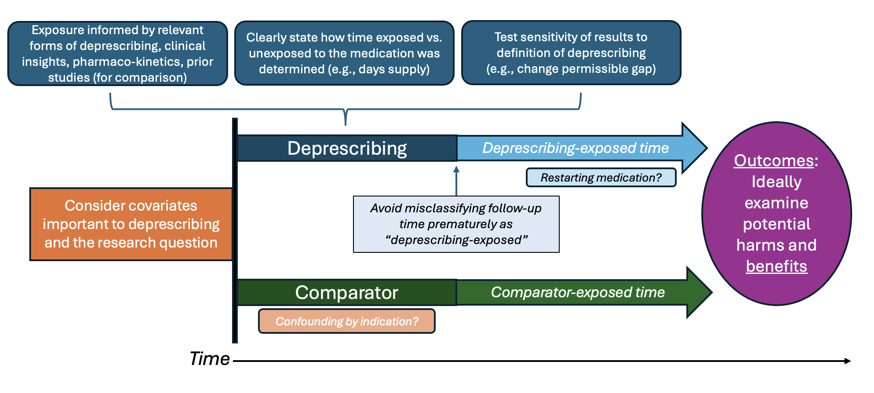 Exposure informed by relevant
forms of deprescribing, clinical
insights, pharmaco-kinetics, prior
studies (for comparison)
Clearly state how time exposed vs.
unexposed to the medication was
determined (e.g., days supply)
Test sensitivity of results to
definition of deprescribing
(e.g., change permissible gap)
Deprescribing
Deprescribing-exposed time
Restarting medication?
Outcomes:
Ideally
examine
potential
harms and
benefits
Consider covariates
important to deprescribing
and the research question
Avoid misclassifying follow-up
time prematurely as
“deprescribing-exposed”
Comparator
Comparator-exposed time
Confounding by indication?
Time